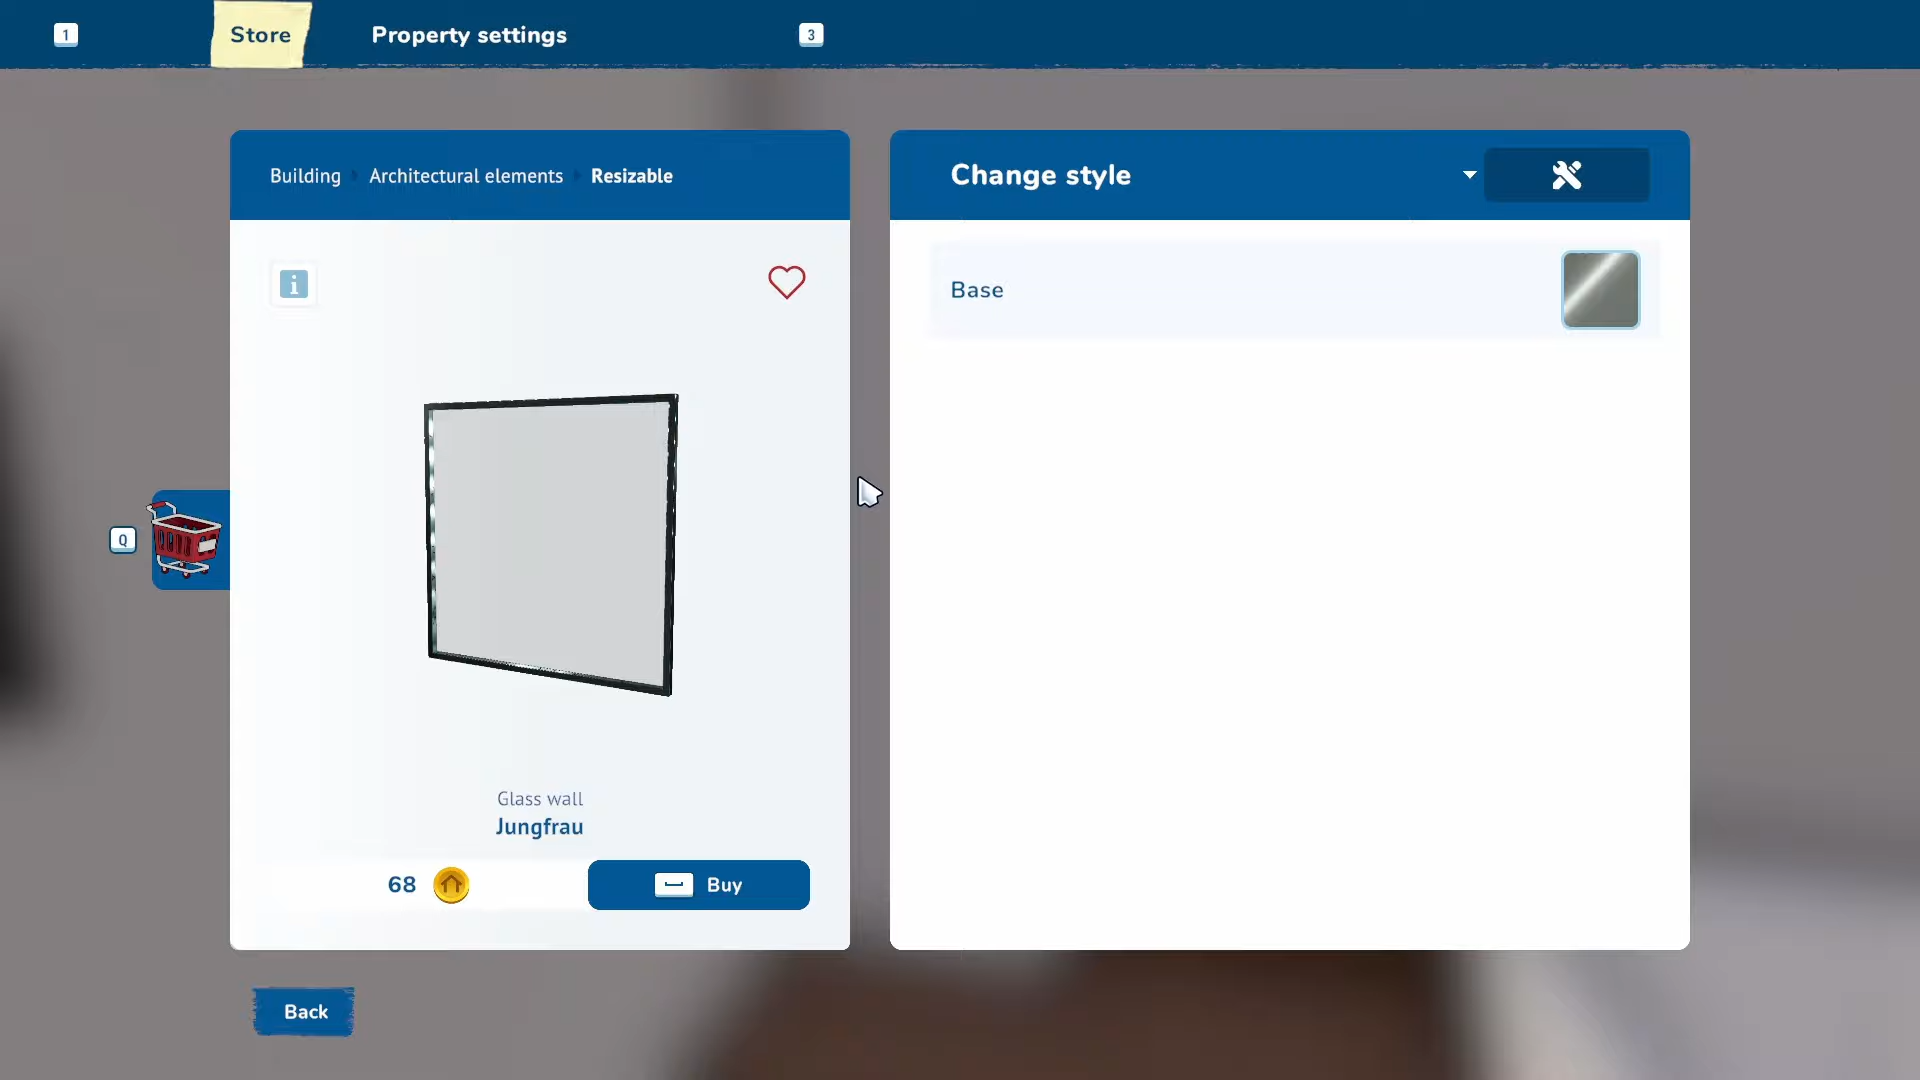 1
Store
Property settings
3
Building
Architectural elements
Resizable
Change style
i
Base
Q
Glass wall
Jungfrau
68
Buy
Back